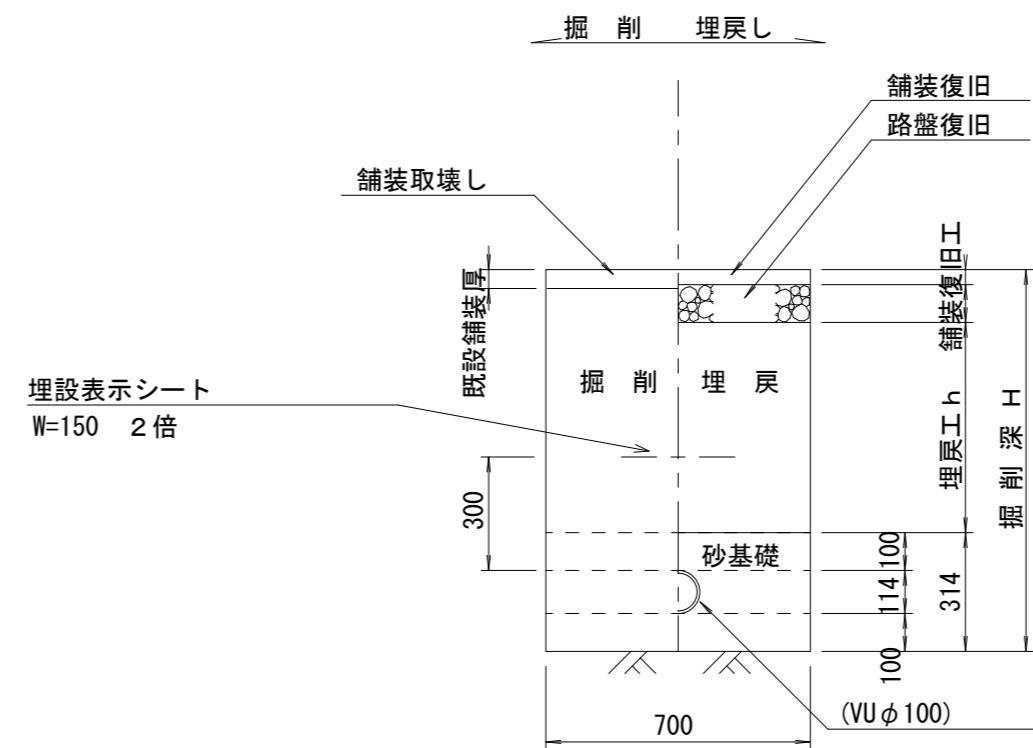 掘 削 埋戻し
舗装復旧
路盤復旧
舗装取壊し
既設舗装厚
舗装復旧工
掘 削 埋 戻
埋設表示シート
W=150 2倍
埋戻工 h
掘 削 深 H
300
砂基礎
100
114
314
100
700
(VUφ100)